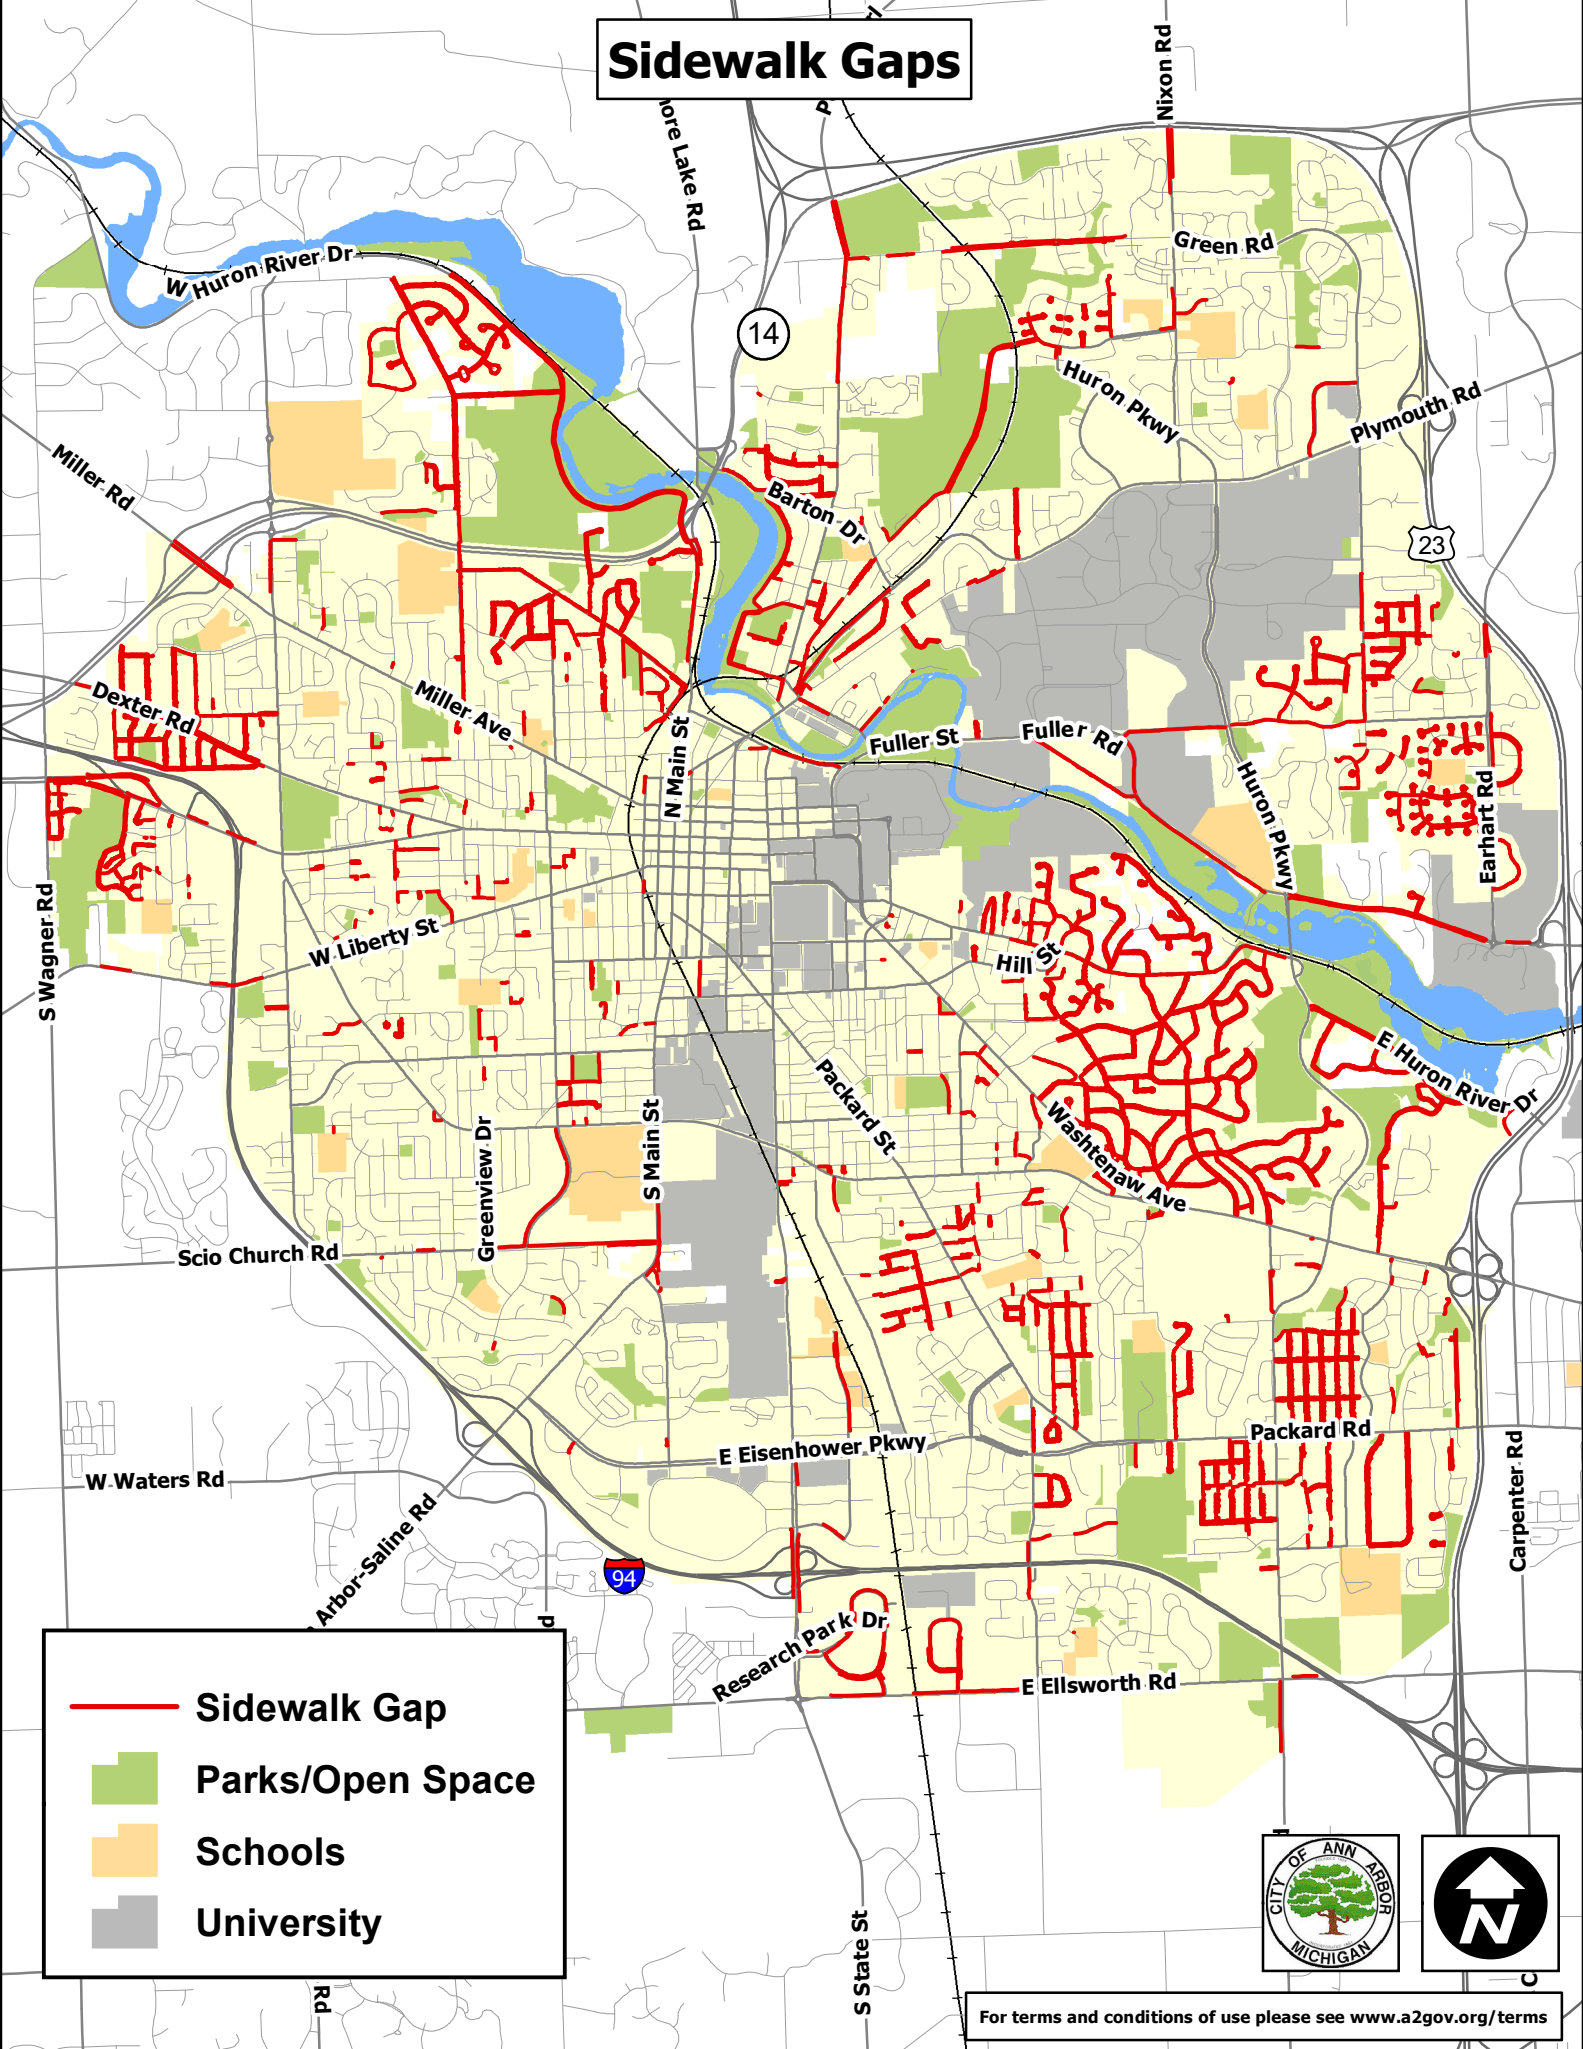 Sidewalk Gaps
Nixon Rd
ore Lake Rd
Green Rd
W Huron River Dr
14
Huron Pkwy
Plymouth Rd
Miller Rd
Barton Dr
23
Dexter Rd
Miller Ave
N Main St
Fuller St
Fuller Rd
Huron Pkwy
Earhart Rd
S Wagner Rd
W Liberty St
Hill St
E Huron River Dr
Packard St
Washtenaw Ave
Greenview Dr
S Main St
Scio Church Rd
E Eisenhower Pkwy
Packard Rd
W Waters Rd
Arbor-Saline Rd
Carpenter Rd
94
Research Park Dr
E Ellsworth Rd
Sidewalk Gap
Parks/Open Space
Schools
University
S State St
Rd
CITY OF ANN ARBOR
MICHIGAN
N
For terms and conditions of use please see www.a2gov.org/terms